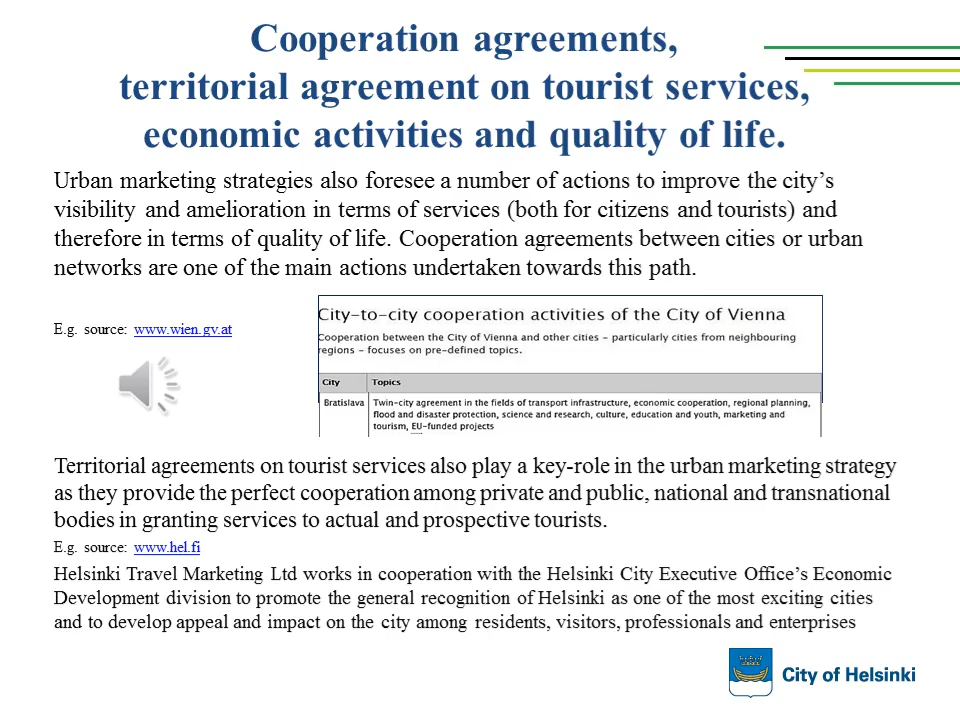 Cooperation agreements,
territorial agreement on tourist services,
economic activities and quality of life.
Urban marketing strategies also foresee a number of actions to improve the city’s
visibility and amelioration in terms of services (both for citizens and tourists) and
therefore in terms of quality of life. Cooperation agreements between cities or urban
networks are one of the main actions undertaken towards this path.
E.g. source: www.wien.gv.at
City-to-city cooperation activities of the City of Vienna
Cooperation between the City of Vienna and other cities – particularly cities from neighbouring
regions – focuses on pre-defined topics.
City Topics
Bratislava Twin-city agreement in the fields of transport infrastructure, economic cooperation, regional planning,
flood and disaster protection, science and research, culture, education and youth, marketing and
tourism, EU-funded projects
Territorial agreements on tourist services also play a key-role in the urban marketing strategy
as they provide the perfect cooperation among private and public, national and transnational
bodies in granting services to actual and prospective tourists.
E.g. source: www.hel.fi
Helsinki Travel Marketing Ltd works in cooperation with the Helsinki City Executive Office’s Economic
Development division to promote the general recognition of Helsinki as one of the most exciting cities
and to develop appeal and impact on the city among residents, visitors, professionals and enterprises
City of Helsinki